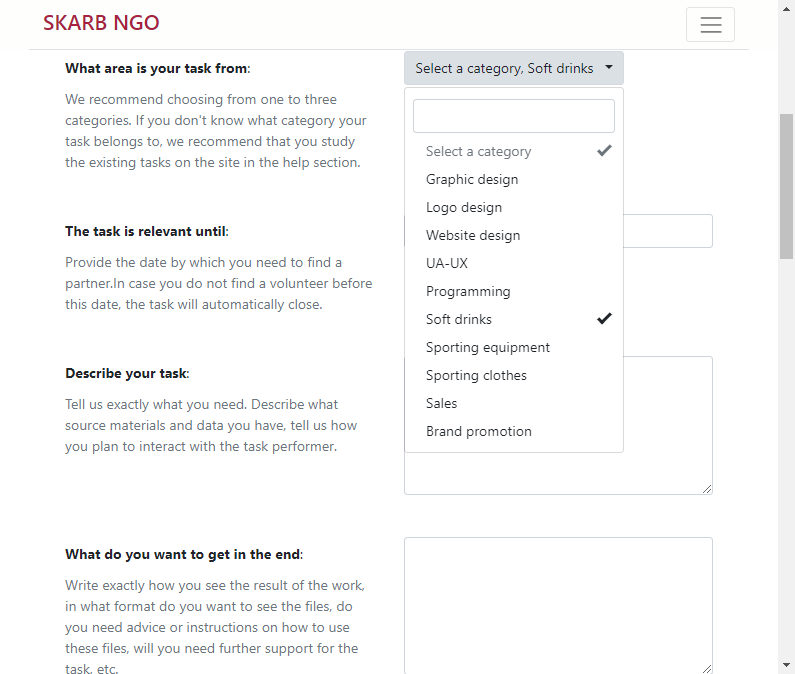 SKARB NGO
What area is your task from:
We recommend choosing from one to three
categories. If you don't know what category your
task belongs to, we recommend that you study
the existing tasks on the site in the help section.
Select a category, Soft drinks
Select a category
Graphic design
Logo design
Website design
UA-UX
Programming
Soft drinks
Sporting equipment
Sporting clothes
Sales
Brand promotion
The task is relevant until:
Provide the date by which you need to find a
partner.In case you do not find a volunteer before
this date, the task will automatically close.
Describe your task:
Tell us exactly what you need. Describe what
source materials and data you have, tell us how
you plan to interact with the task performer.
What do you want to get in the end:
Write exactly how you see the result of the work,
in what format do you want to see the files, do
you need advice or instructions on how to use
these files, will you need further support for the
task, etc.